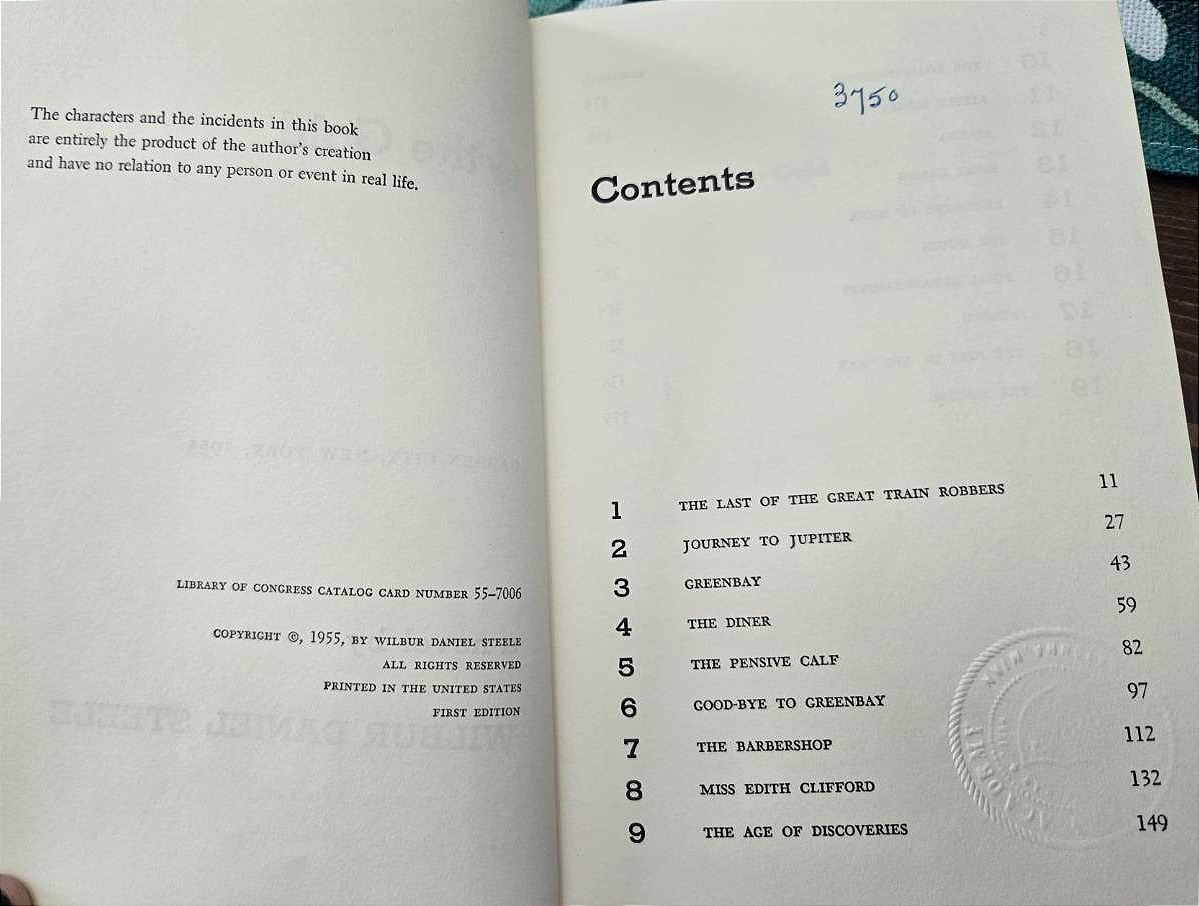 The characters and the incidents in this book
are entirely the product of the author's creation
and have no relation to any person or event in real life.
LIBRARY OF CONGRESS CATALOG CARD NUMBER 55–7006
COPYRIGHT ©, 1955, BY WILBUR DANIEL STEELE
ALL RIGHTS RESERVED
PRINTED IN THE UNITED STATES
FIRST EDITION
3750
Contents
1 THE LAST OF THE GREAT TRAIN ROBBERS 11
2 JOURNEY TO JUPITER 27
3 GREENBAY 43
4 THE DINER 59
5 THE PENSIVE CALF 82
6 GOOD-BYE TO GREENBAY 97
7 THE BARBERSHOP 112
8 MISS EDITH CLIFFORD 132
9 THE AGE OF DISCOVERIES 149